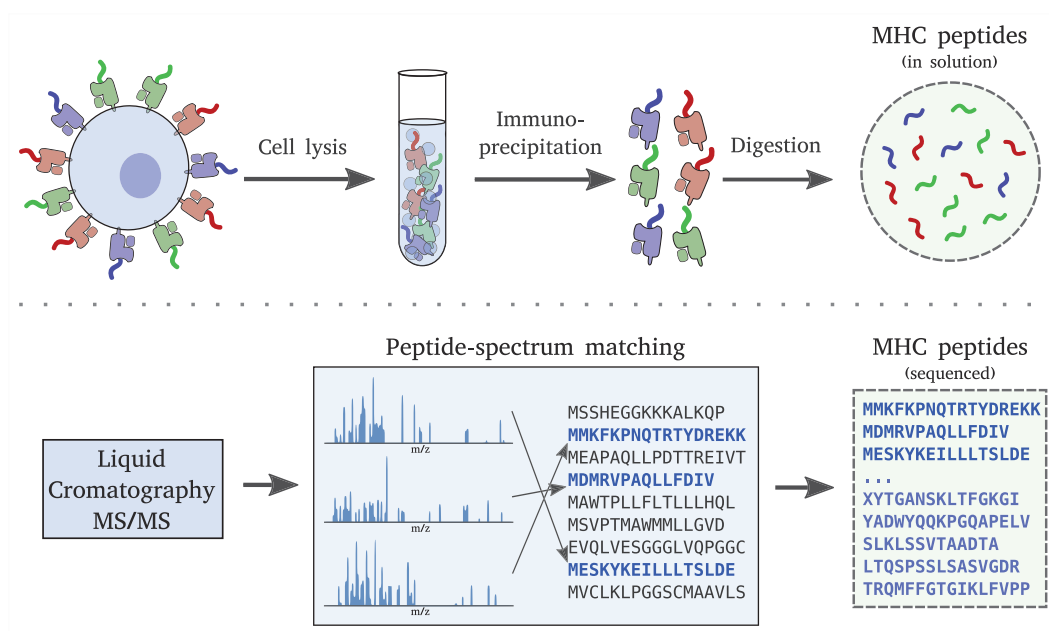 MHC peptides
(in solution)
Cell lysis
Immuno-
precipitation
Digestion
Peptide-spectrum matching
MHC peptides
(sequenced)
Liquid
Cromatography
MS/MS
m/z
m/z
m/z
MSSHEGGKKKALKQP
MMKFKPNQTRTYDREKK
MEAPAQLLPDTTREIVT
MDMRVPAQLLFDIV
MAWTPLLFLTLLLHQL
MSVPTMAWMMLLGVD
EVQLVESGGGLVQPGGC
MESKYKEILLLTSLDE
MVCLKLPGGSCMAAVLS
MMKFKPNQTRTYDREKK
MDMRVPAQLLFDIV
MESKYKEILLLTSLDE
...
XYTGANSKLTFGKGI
YADWYQQKPGQAPELV
SLKLSSVTAADTA
LTQSPSSLSASVGDR
TRQMFFGTGIKLFVPP